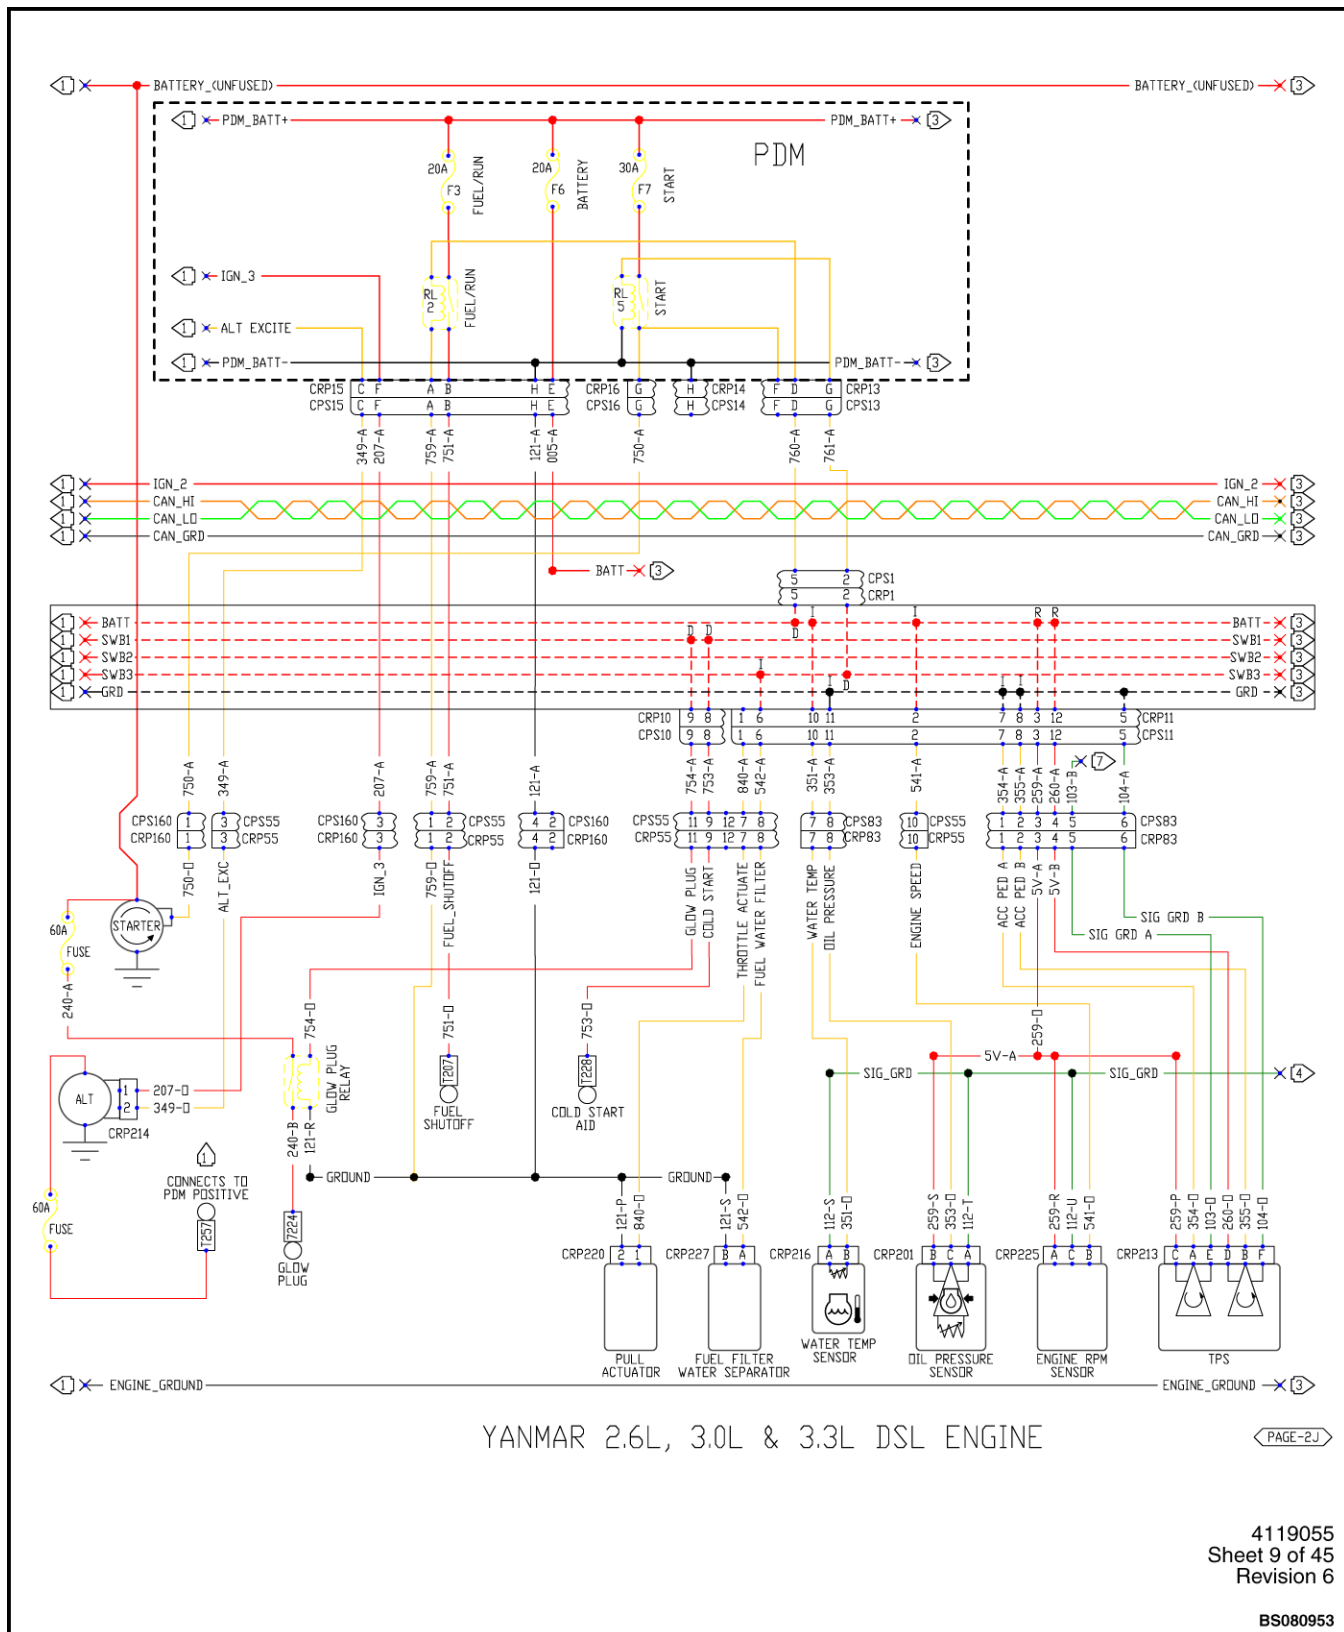 1 BATTERY_(UNFUSED) BATTERY_(UNFUSED) 3
1 PDM_BATT+ PDM_BATT+ 3
PDM
20A 20A 30A
F3 F6 F7
FUEL/RUN BATTERY START
1 IGN_3
RL 2 FUEL/RUN RL 5 START
1 ALT EXCITE
1 PDM_BATT- PDM_BATT- 3
CRP15 C F A B H E CRP16 G H CRP14 F D G CRP13
CPS15 C F A B H E CPS16 G H CPS14 F D G CPS13
349-A 207-A 759-A 751-A 121-A 005-A 750-A 760-A 761-A
1 IGN_2 IGN_2 3
1 CAN_HI CAN_HI 3
1 CAN_LO CAN_LO 3
1 CAN_GRD CAN_GRD 3
BATT 3
5 2 CPS1
5 2 CRP1
I I R R
1 BATT BATT 3
D D D
1 SWB1 SWB1 3
1 SWB2 SWB2 3
I
1 SWB3 SWB3 3
I D I I
1 GRD GRD 3
CRP10 9 8 1 6 10 11 2 7 8 3 12 5 CRP11
CPS10 9 8 1 6 10 11 2 7 8 3 12 5 CPS11
7
750-A 349-A 207-A 759-A 751-A 121-A 754-A 753-A 840-A 542-A 351-A 353-A 541-A 354-A 355-A 259-A 260-A 103-B 104-A
CPS160 1 3 CPS55 CPS160 3 1 2 CPS55 4 2 CPS160 CPS55 11 9 12 7 8 7 8 CPS83 10 CPS55 1 2 3 4 5 6 CPS83
CRP160 1 3 CRP55 CRP160 3 1 2 CRP55 4 2 CRP160 CRP55 11 9 12 7 8 7 8 CRP83 10 CRP55 1 2 3 4 5 6 CRP83
750-D ALT_EXC IGN_3 759-D FUEL_SHUTOFF 121-D GLOW PLUG COLD START THROTTLE ACTUATE FUEL WATER FILTER WATER TEMP OIL PRESSURE ENGINE SPEED ACC PED A ACC PED B 5V-A 5V-B
SIG GRD B
SIG GRD A
STARTER
60A
FUSE
240-A
754-D 751-D 753-D 259-D
5V-A
SIG_GRD SIG_GRD 4
GLOW PLUG
RELAY
T207
FUEL
SHUTOFF
T228
COLD START
AID
ALT
1 207-D
2 349-D
CRP214
240-B 121-R
1
CONNECTS TO
PDM POSITIVE
T257
GROUND GROUND
60A
FUSE
7224
GLOW
PLUG
121-P 840-D 121-S 542-D 112-S 351-D 259-S 353-D 112-T 259-R 112-U 541-D 259-P 354-D 103-D 260-D 355-D 104-D
CRP220 2 1 CRP227 B A CRP216 A B CRP201 B C A CRP225 A C B CRP213 C A E D B F
PULL
ACTUATOR
FUEL FILTER
WATER SEPARATOR
WATER TEMP
SENSOR
OIL PRESSURE
SENSOR
ENGINE RPM
SENSOR
TPS
1 ENGINE_GROUND ENGINE_GROUND 3
YANMAR 2.6L, 3.0L & 3.3L DSL ENGINE
PAGE-2J
4119055
Sheet 9 of 45
Revision 6
BS080953